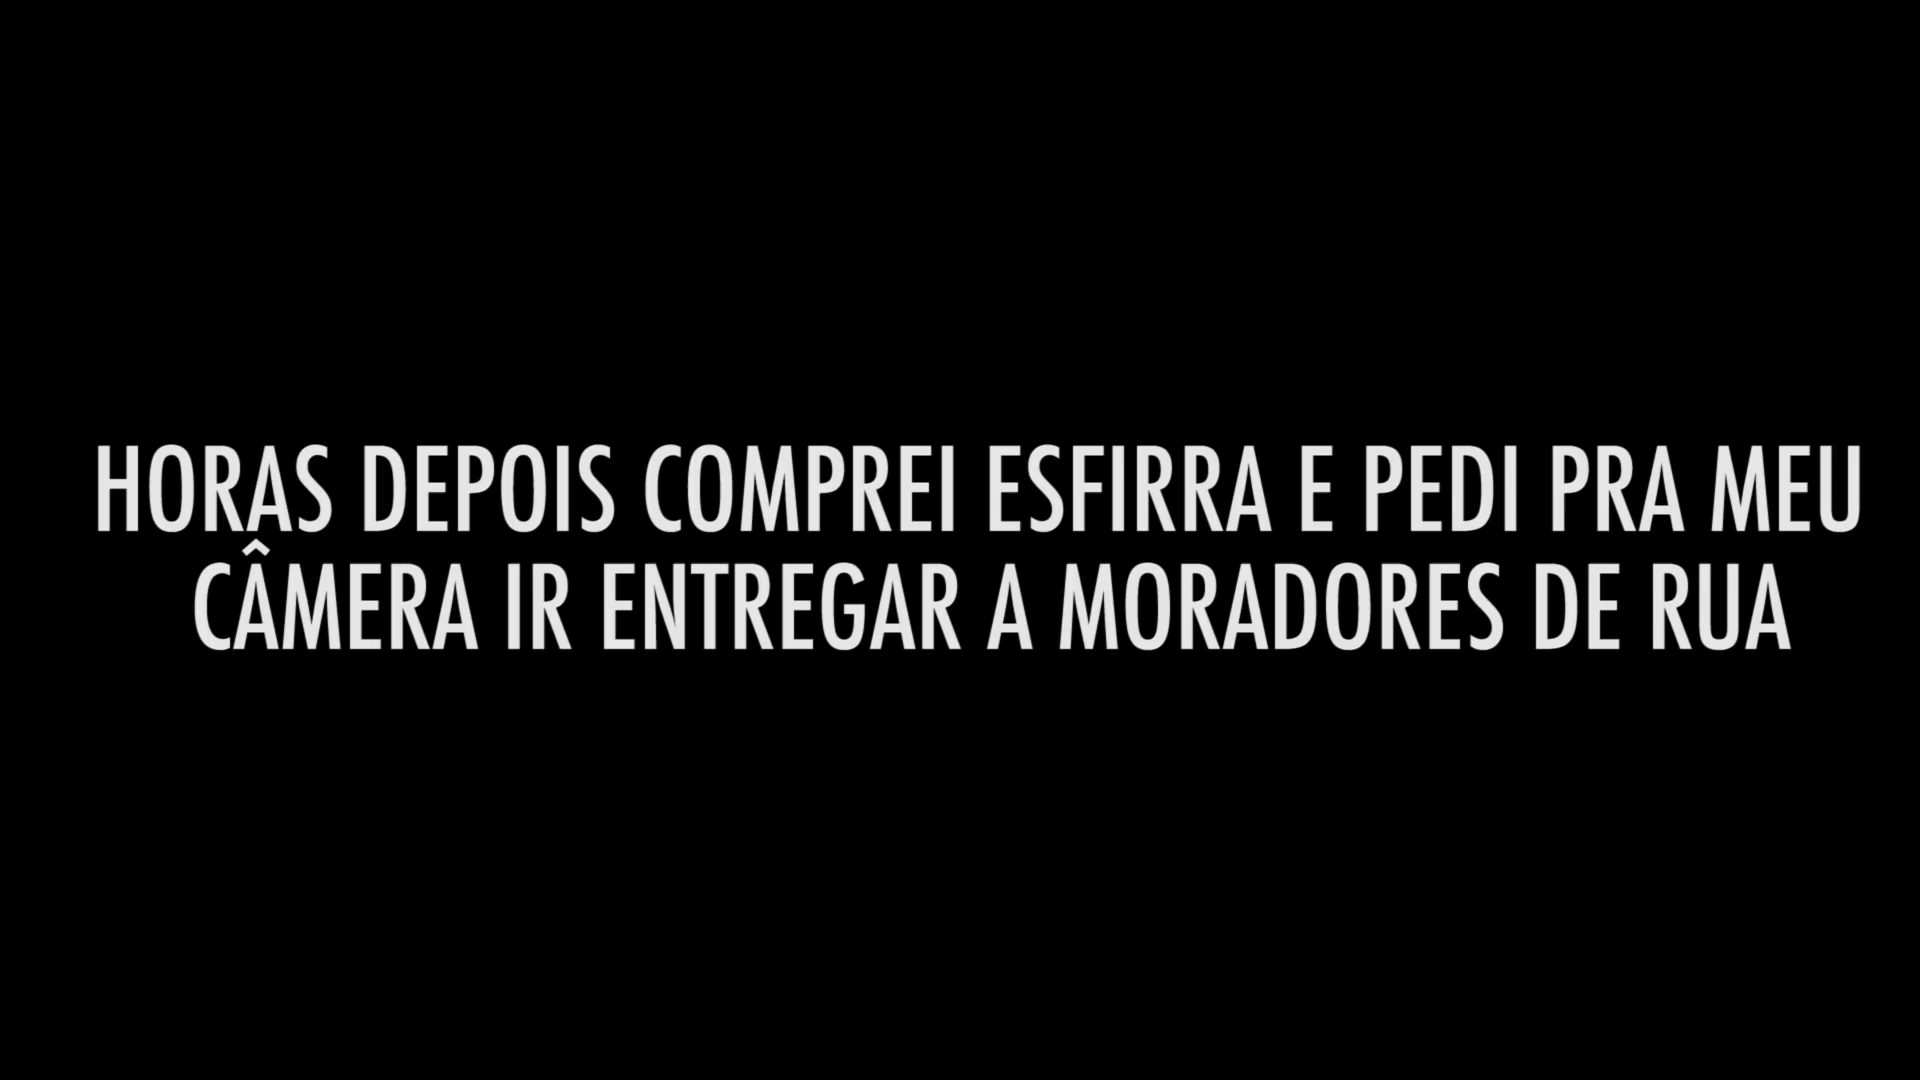 HORAS DEPOIS COMPREI ESFIRRA E PEDI PRA MEU
CÂMERA IR ENTREGAR A MORADORES DE RUA